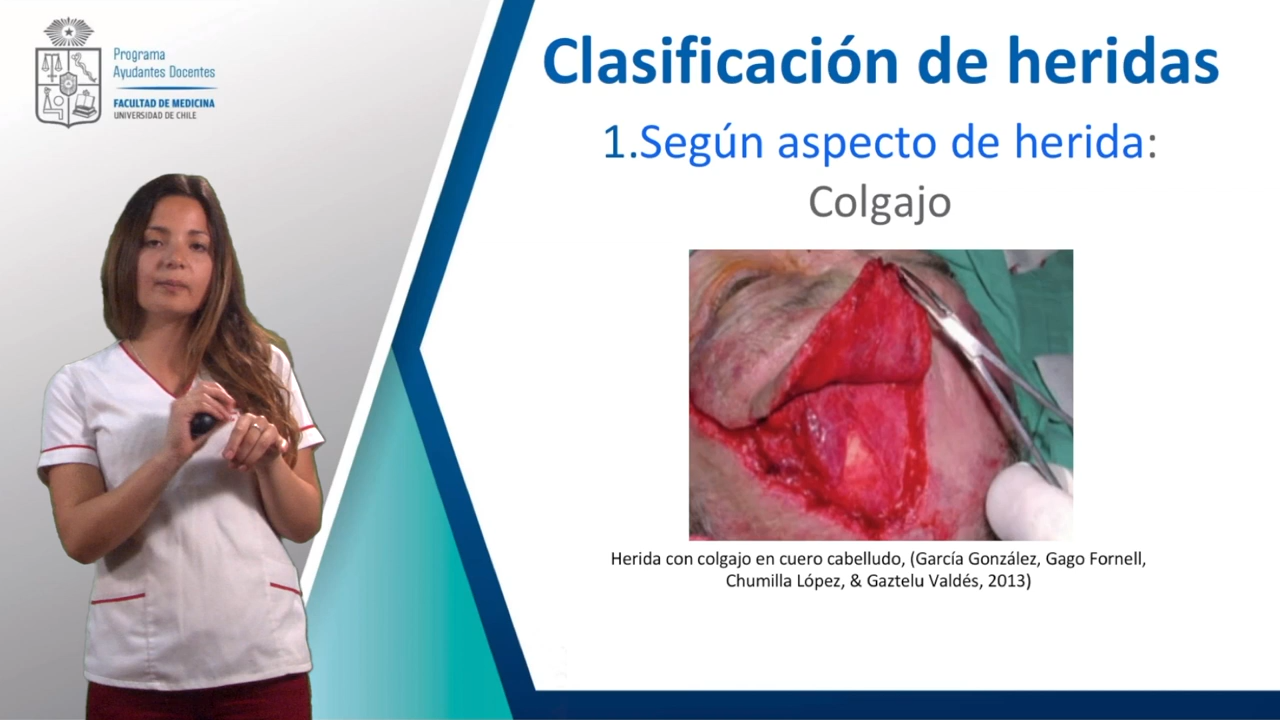 Programa
Ayudantes Docentes
FACULTAD DE MEDICINA
UNIVERSIDAD DE CHILE
Clasificación de heridas
1.Según aspecto de herida:
Colgajo
Herida con colgajo en cuero cabelludo, (García González, Gago Fornell,
Chumilla López, & Gaztelu Valdés, 2013)